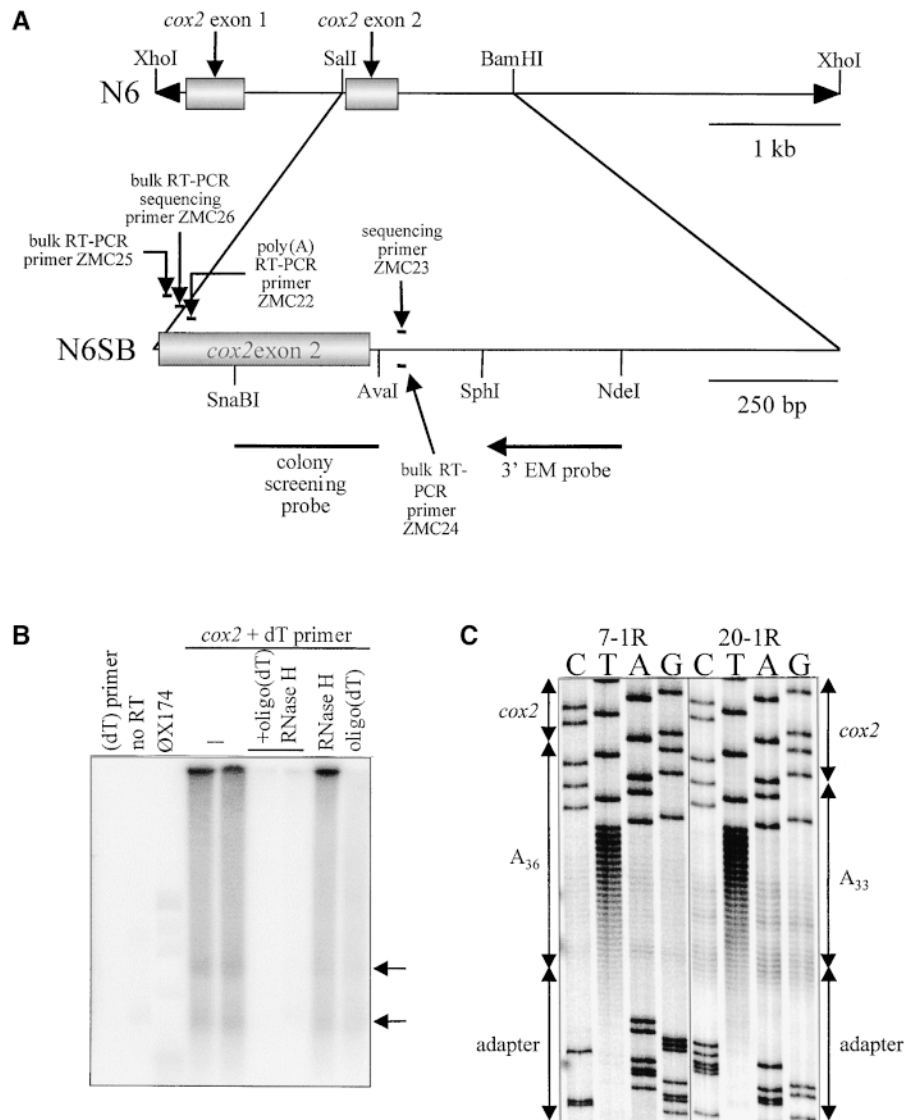 A
cox2 exon 1
cox2 exon 2
XhoI
SalI
BamHI
XhoI
N6
1 kb
bulk RT-PCR
sequencing
primer ZMC26
bulk RT-PCR
primer ZMC25
poly(A)
RT-PCR
primer
ZMC22
sequencing
primer
ZMC23
N6SB
cox2exon 2
SnaBI
AvaI
SphI
NdeI
250 bp
colony
screening
probe
bulk RT-
PCR
primer
ZMC24
3' EM probe
B
cox2 + dT primer
(dT) primer
no RT
ØX174
–
+oligo(dT)
RNase H
RNase H
oligo(dT)
C
7-1R
20-1R
C T A G C T A G
cox2
cox2
A36
A33
adapter
adapter